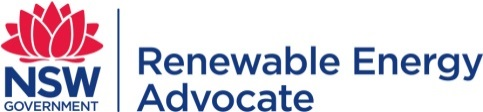 NSW
GOVERNMENT
Renewable Energy
Advocate